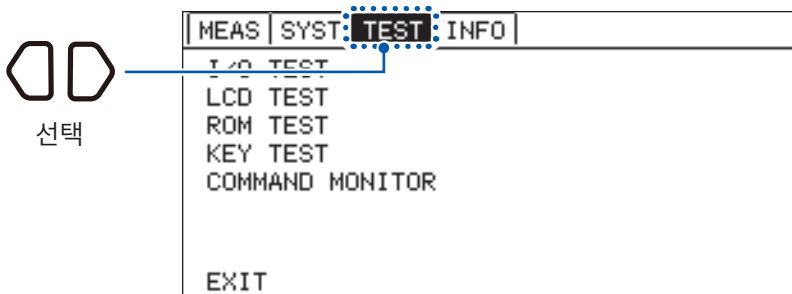 MEAS SYST TEST INFO
I/O TEST
LCD TEST
ROM TEST
KEY TEST
COMMAND MONITOR
EXIT
선택